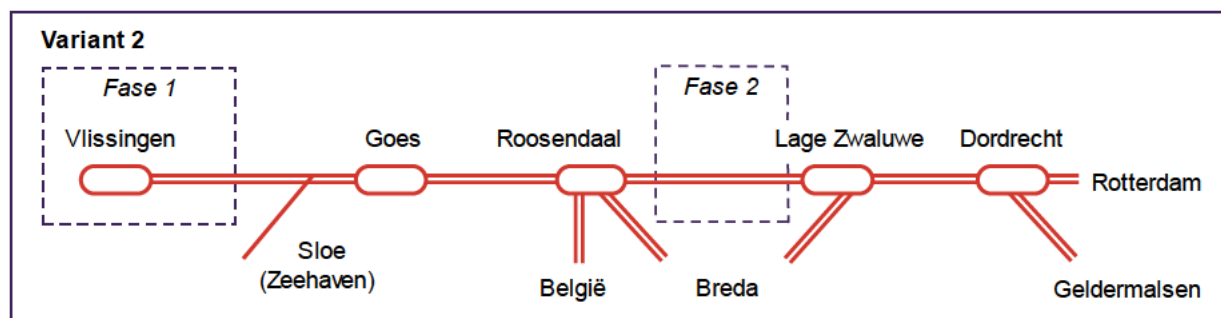 Variant 2
Fase 1
Fase 2
Vlissingen
Goes
Roosendaal
Lage Zwaluwe
Dordrecht
Rotterdam
Sloe
(Zeehaven)
België
Breda
Geldermalsen